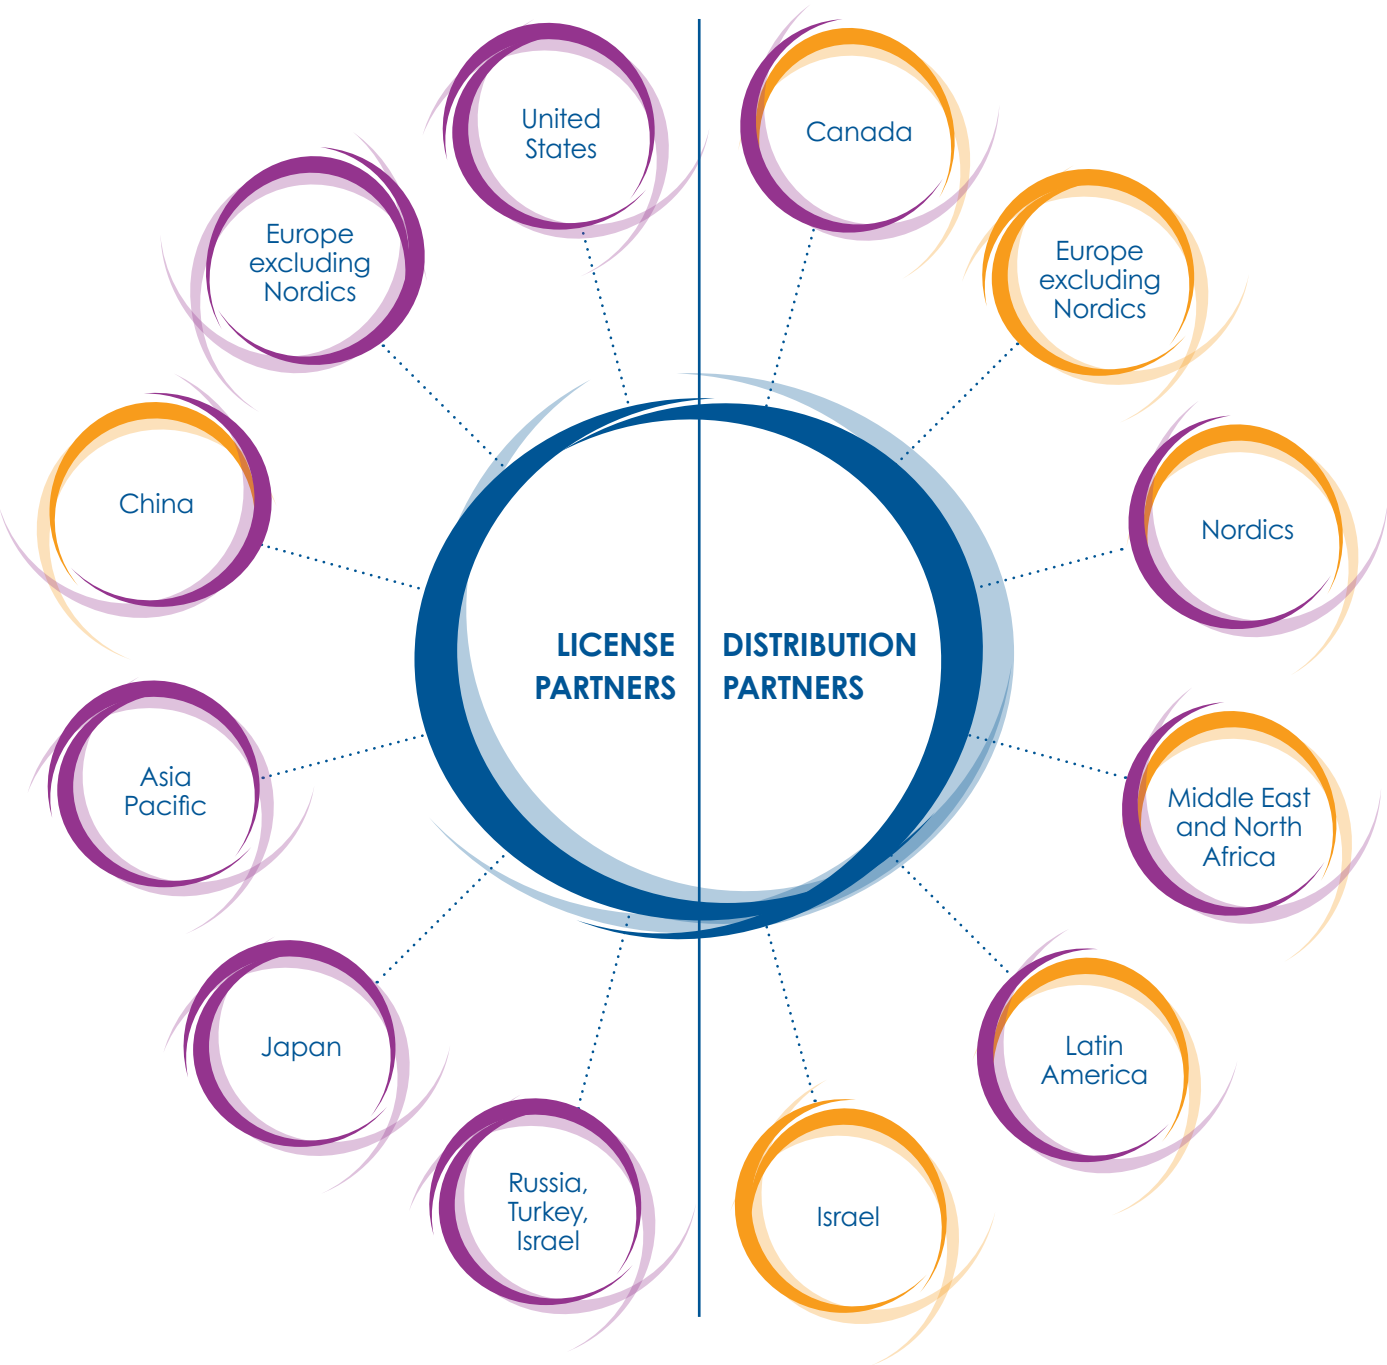 United
States
Europe
excluding
Nordics
China
Asia
Pacific
Japan
Russia,
Turkey,
Israel
LICENSE
PARTNERS
DISTRIBUTION
PARTNERS
Canada
Europe
excluding
Nordics
Nordics
Middle East
and North
Africa
Latin
America
Israel